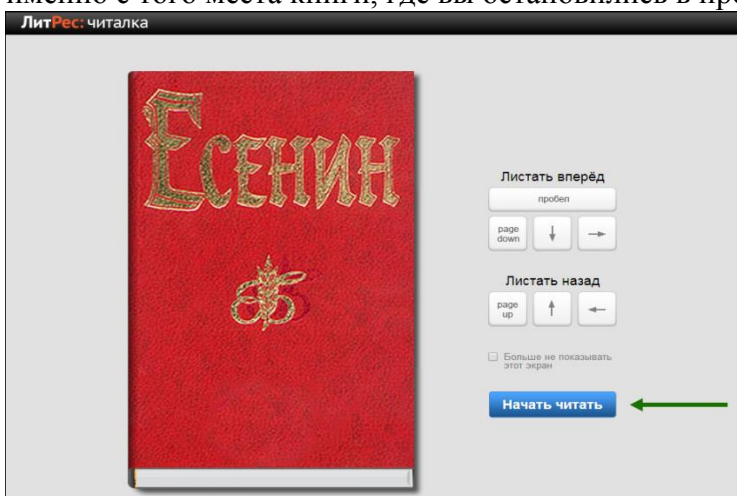 именно с того места книги, где вы остановились в
ЛитРес: читалка
Есенин
Листать вперёд
пробел
page down
Листать назад
page up
Больше не показывать
этот экран
Начать читать